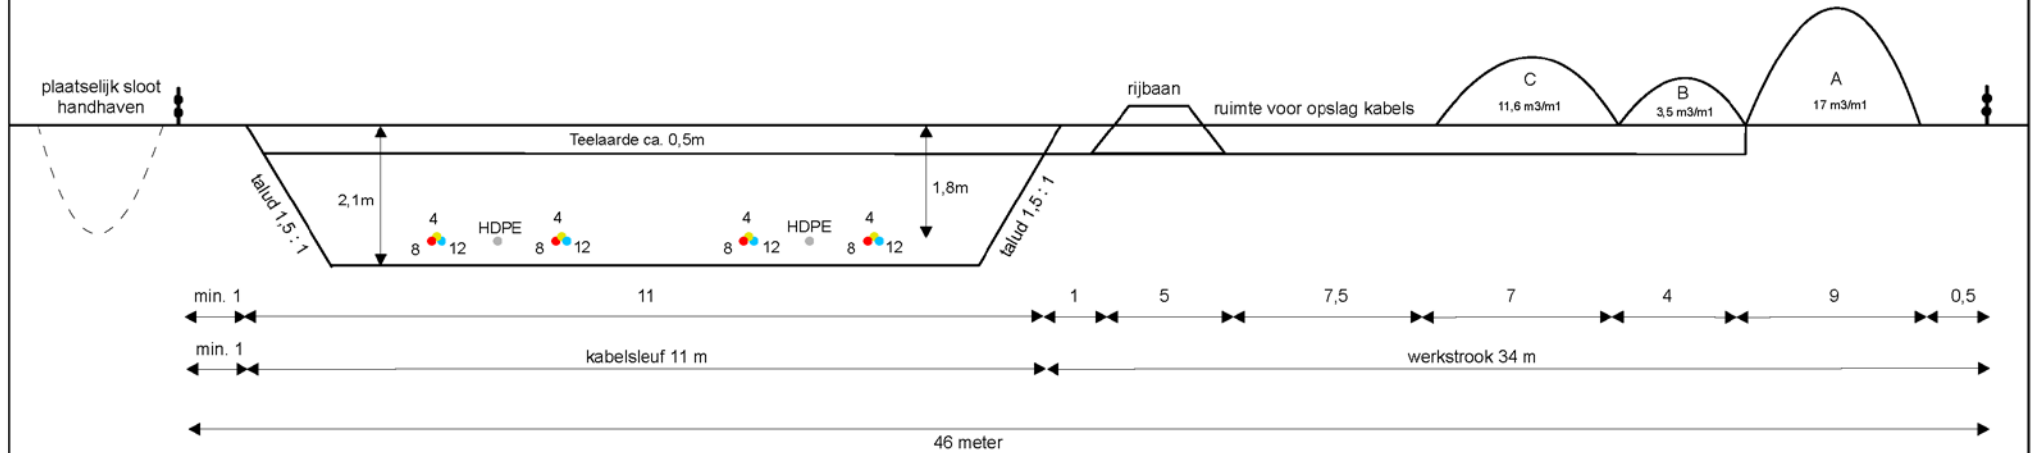 plaatselijk sloot
handhaven
rijbaan
ruimte voor opslag kabels
C
11,6 m3/m1
B
3,5 m3/m1
A
17 m3/m1
Teelaarde ca. 0,5m
talud 1,5 : 1
2,1m
1,8m
talud 1,5 : 1
4
8
12
HDPE
4
8
12
4
8
12
HDPE
4
8
12
min. 1
11
1
5
7,5
7
4
9
0,5
min. 1
kabelsleuf 11 m
werkstrook 34 m
46 meter